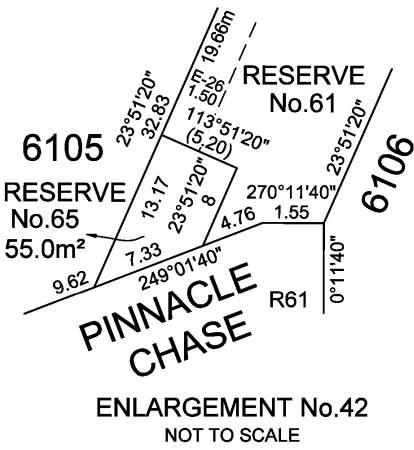 19.66m
E-26
1.50
RESERVE
No.61
23°51'20"
32.83
113°51'20"
(5.20)
23°51'20"
6105
6106
RESERVE
No.65
55.0m²
13.17
23°51'20"
8
270°11'40"
1.55
4.76
7.33
9.62
249°01'40"
R61
0°11'40"
PINNACLE
CHASE
ENLARGEMENT No.42
NOT TO SCALE